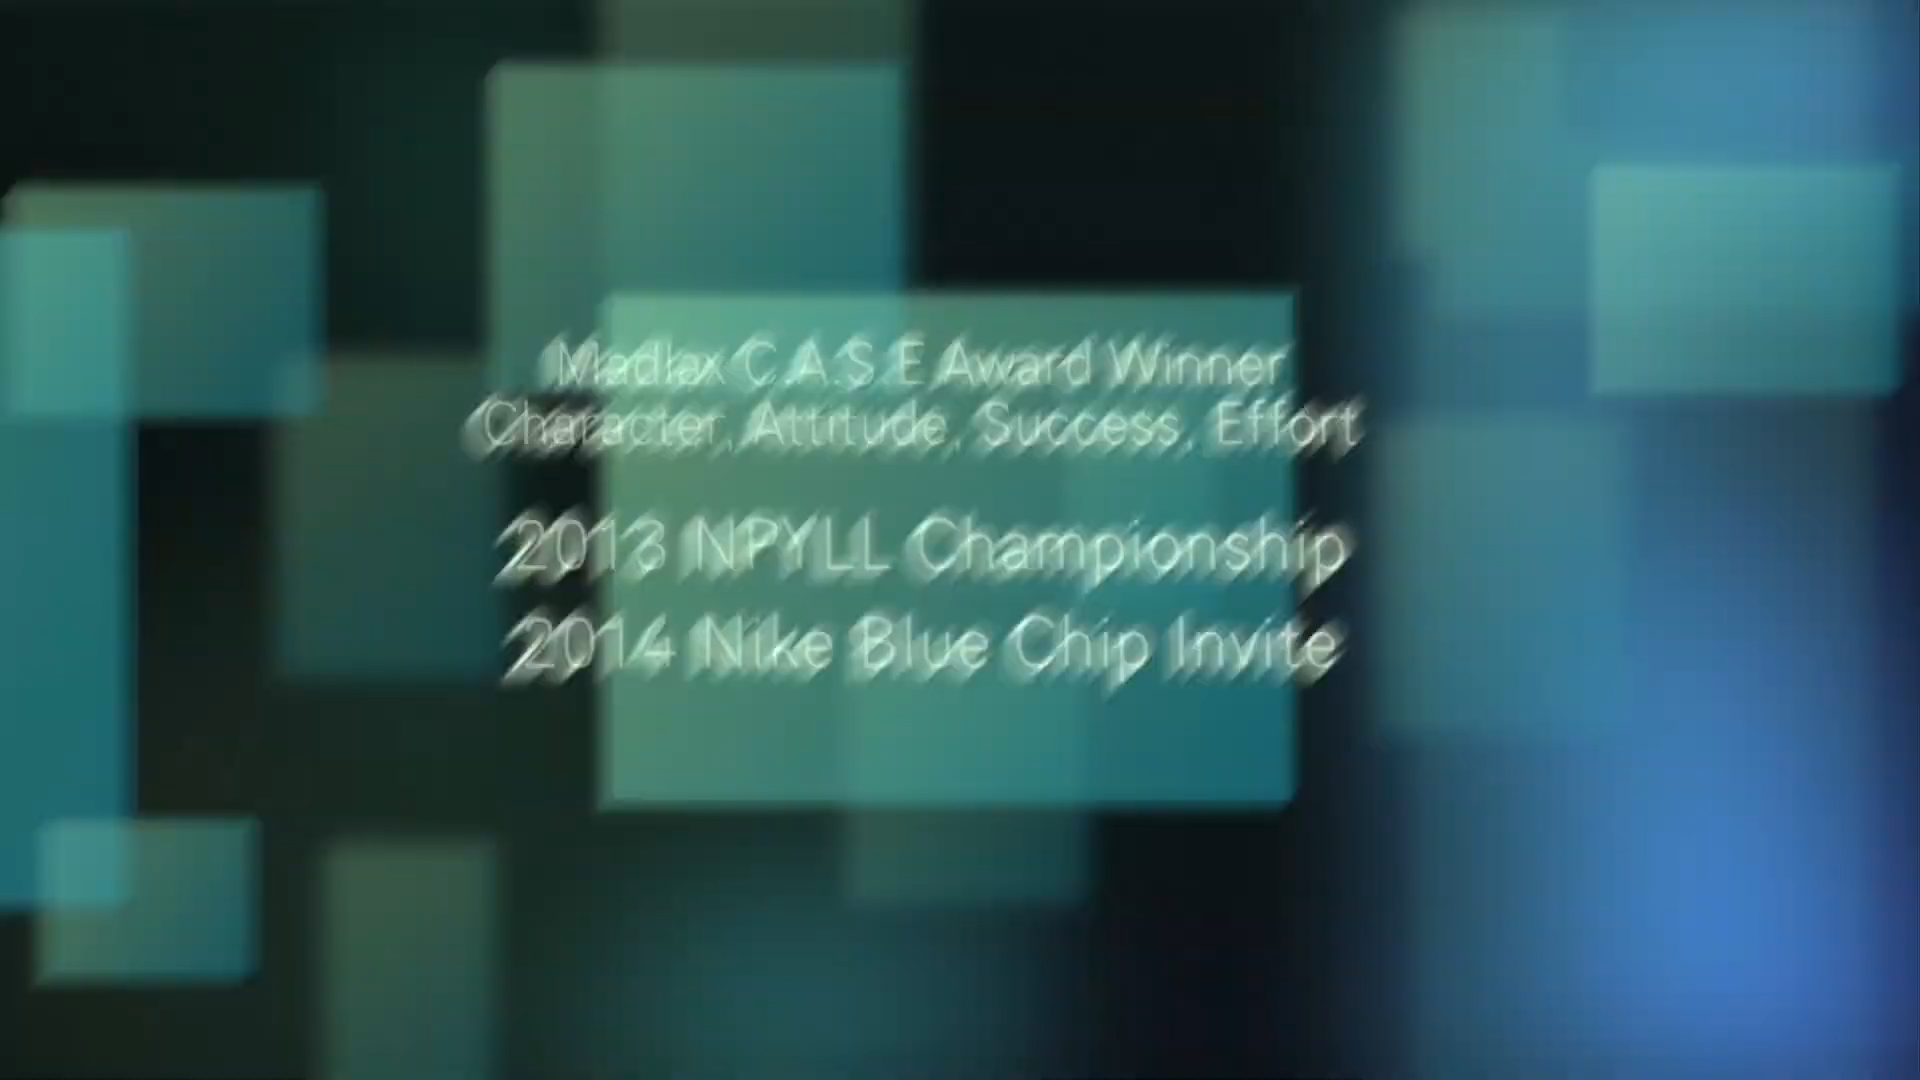 Madlax C.A.S.E Award Winner
Character, Attitude, Success, Effort
2013 NPYLL Championship
2014 Nike Blue Chip Invite